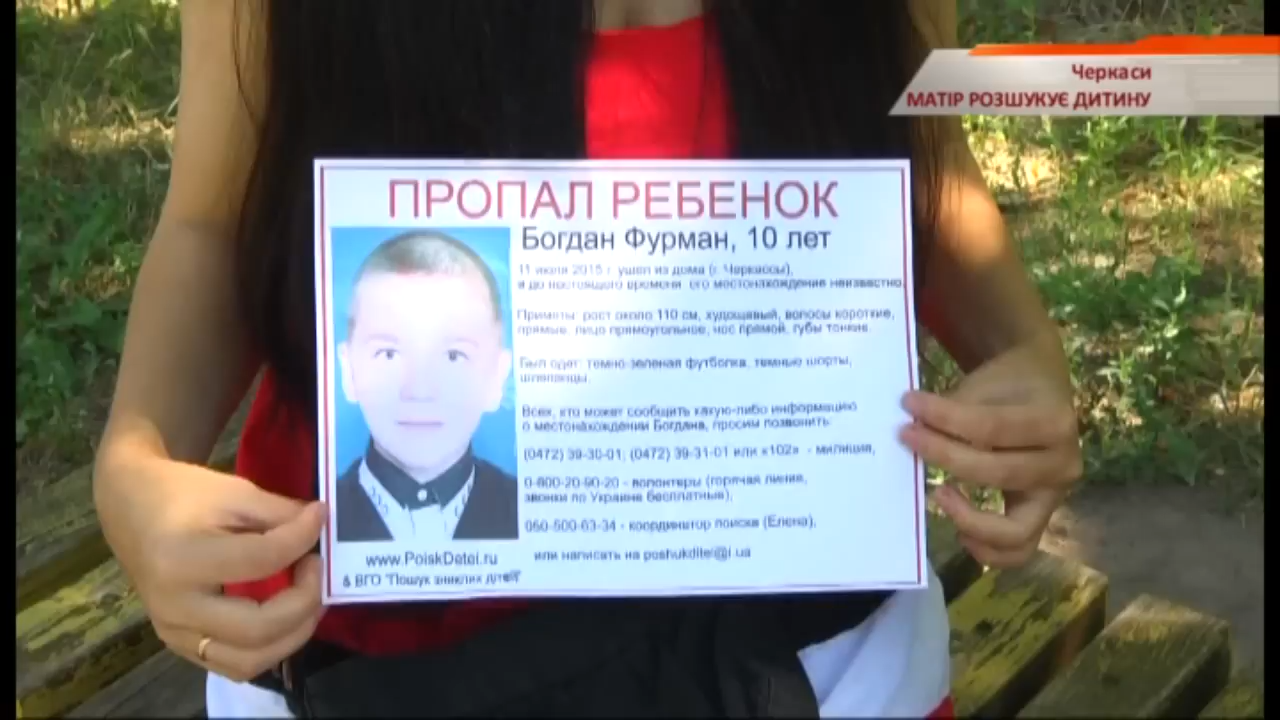 Черкаси
МАТІР РОЗШУКУЄ ДИТИНУ
ПРОПАЛ РЕБЕНОК
Богдан Фурман, 10 лет
2015 г. ушел из дома (г. Черкассы),
и до настоящего времени его местонахождение неизвестно.
Приметы: рост около 110 см, худощавый, волосы короткие,
прямые, лицо прямоугольное, нос прямой, губы тонкие.
Был одет: темно-зеленая футболка, темные шорты,
шлепанцы.
Всех, кто может сообщить какую-либо информацию
о местонахождении Богдана, просим позвонить:
(0472) 39-30-01; (0472) 39-31-01 или «102» - милиция,
0-800-20-90-20 - волонтеры (горячая линия,
звонки по Украине бесплатные),
050-500-63-34 - координатор поиска (Елена),
или написать на poshukditei@i.ua
www.PoiskDetei.ru
& ВГО "Пошук зниклих дітей"